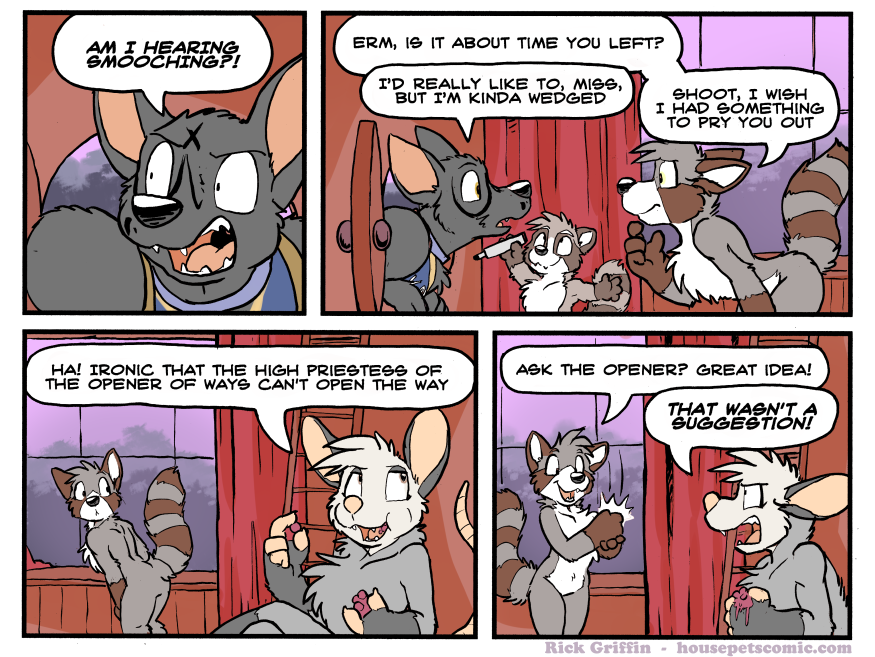 AM I HEARING
SMOOCHING?!
ERM, IS IT ABOUT TIME YOU LEFT?
I'D REALLY LIKE TO, MISS,
BUT I'M KINDA WEDGED
SHOOT, I WISH
I HAD SOMETHING
TO PRY YOU OUT
HA! IRONIC THAT THE HIGH PRIESTESS OF
THE OPENER OF WAYS CAN'T OPEN THE WAY
ASK THE OPENER? GREAT IDEA!
THAT WASN'T A
SUGGESTION!
Rick Griffin - housepetscomic.com